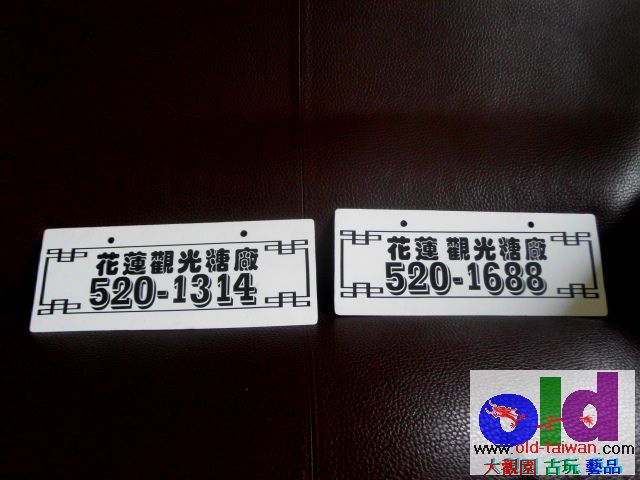 花蓮觀光糖廠
520-1314
花蓮觀光糖廠
520-1688
old
www.old-taiwan.com
大觀園 古玩 藝品